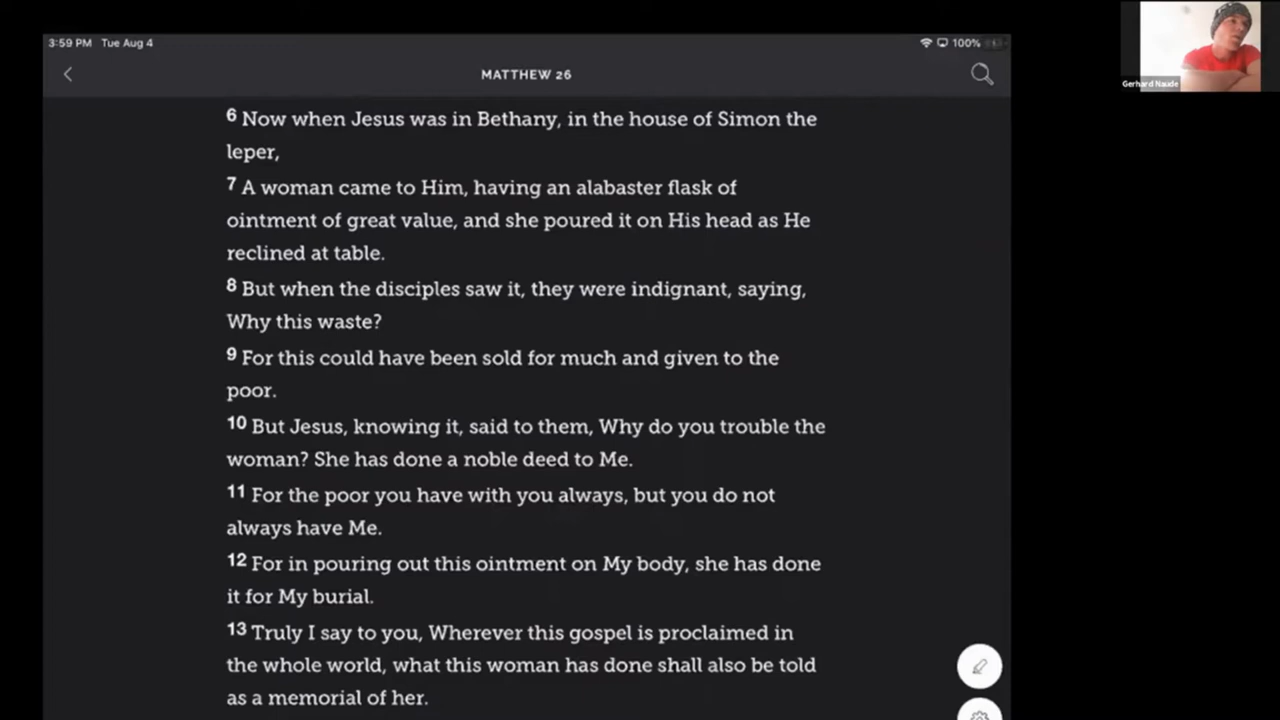 3:59 PM Tue Aug 4
100%
MATTHEW 26
6 Now when Jesus was in Bethany, in the house of Simon the
leper,
7 A woman came to Him, having an alabaster flask of
ointment of great value, and she poured it on His head as He
reclined at table.
8 But when the disciples saw it, they were indignant, saying,
Why this waste?
9 For this could have been sold for much and given to the
poor.
10 But Jesus, knowing it, said to them, Why do you trouble the
woman? She has done a noble deed to Me.
11 For the poor you have with you always, but you do not
always have Me.
12 For in pouring out this ointment on My body, she has done
it for My burial.
13 Truly I say to you, Wherever this gospel is proclaimed in
the whole world, what this woman has done shall also be told
as a memorial of her.
Gerhard Naude